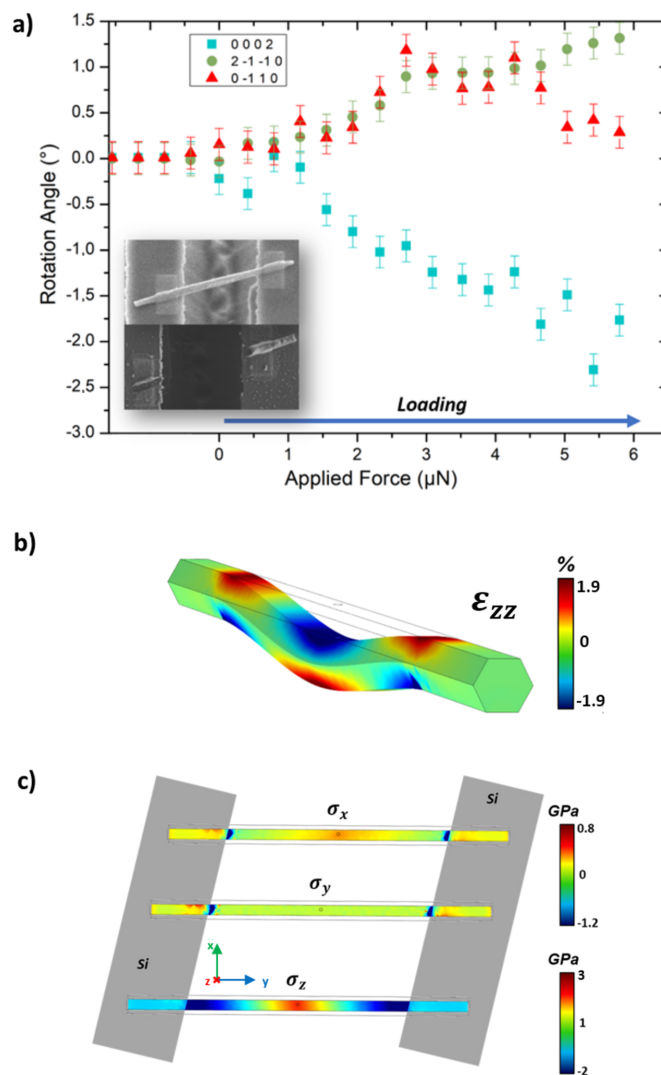 a)
1.5
1.0
0.5
0.0
-0.5
-1.0
-1.5
-2.0
-2.5
-3.0
Rotation Angle (°)
0 0 0 2
2 -1 -1 0
0 -1 1 0
Loading
0 1 2 3 4 5 6
Applied Force (µN)
b)
%
1.9
0
-1.9
εzz
c)
Si
Si
σx
σy
σz
x
z
y
GPa
0.8
-1.2
GPa
3
1
-2